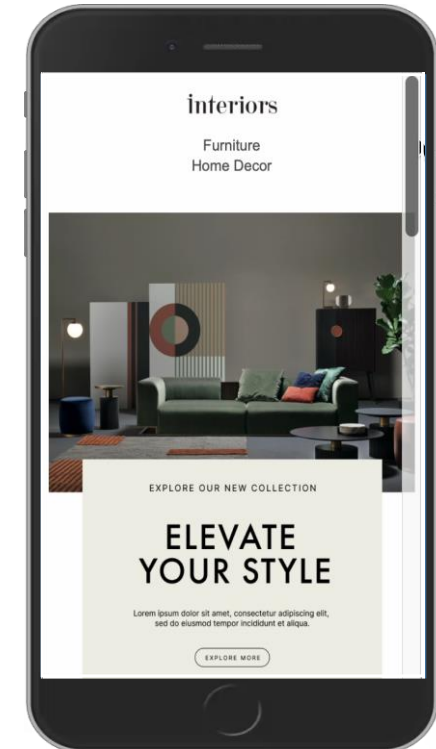 interiors
Furniture
Home Decor
EXPLORE OUR NEW COLLECTION
ELEVATE
YOUR STYLE
Lorem ipsum dolor sit amet, consectetur adipiscing elit,
sed do eiusmod tempor incididunt et aliqua.
EXPLORE MORE